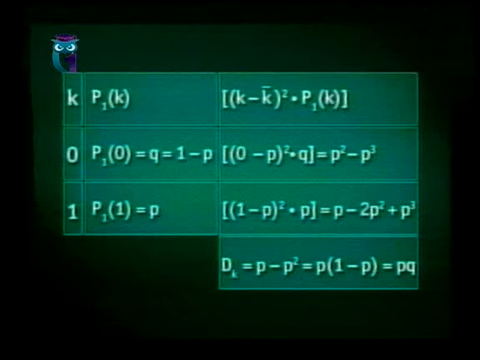 k P₁(k) [(k–k̄)²•P₁(k)]
0 P₁(0)=q=1–p [(0–p)²•q]=p²–p³
1 P₁(1)=p [(1–p)²•p]=p–2p²+p³
Dₖ=p–p²=p(1–p)=pq